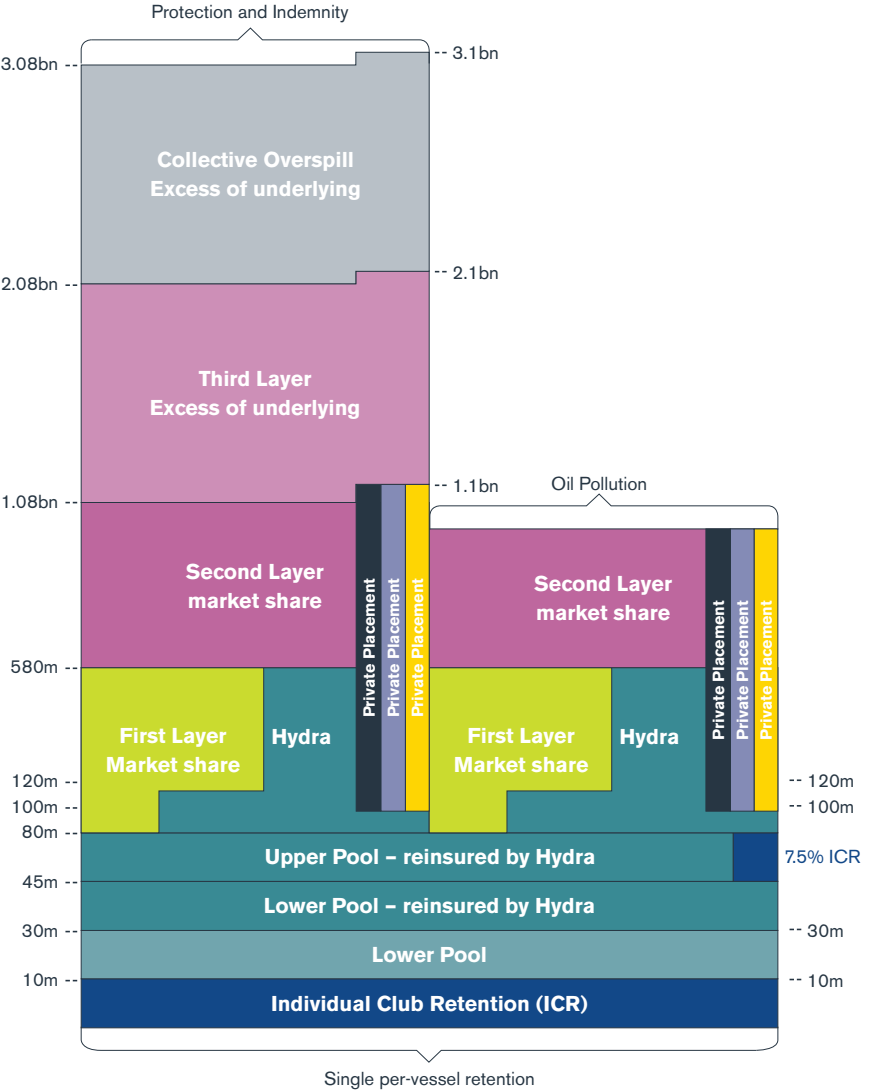 Protection and Indemnity
3.08bn
3.1bn
Collective Overspill
Excess of underlying
2.08bn
2.1bn
Third Layer
Excess of underlying
1.08bn
1.1bn
Oil Pollution
Second Layer
market share
Private Placement
Private Placement
Private Placement
Second Layer
market share
Private Placement
Private Placement
Private Placement
580m
First Layer
Market share
Hydra
First Layer
Market share
Hydra
120m
120m
100m
100m
80m
Upper Pool – reinsured by Hydra
7.5% ICR
45m
Lower Pool – reinsured by Hydra
30m
30m
Lower Pool
10m
10m
Individual Club Retention (ICR)
Single per-vessel retention